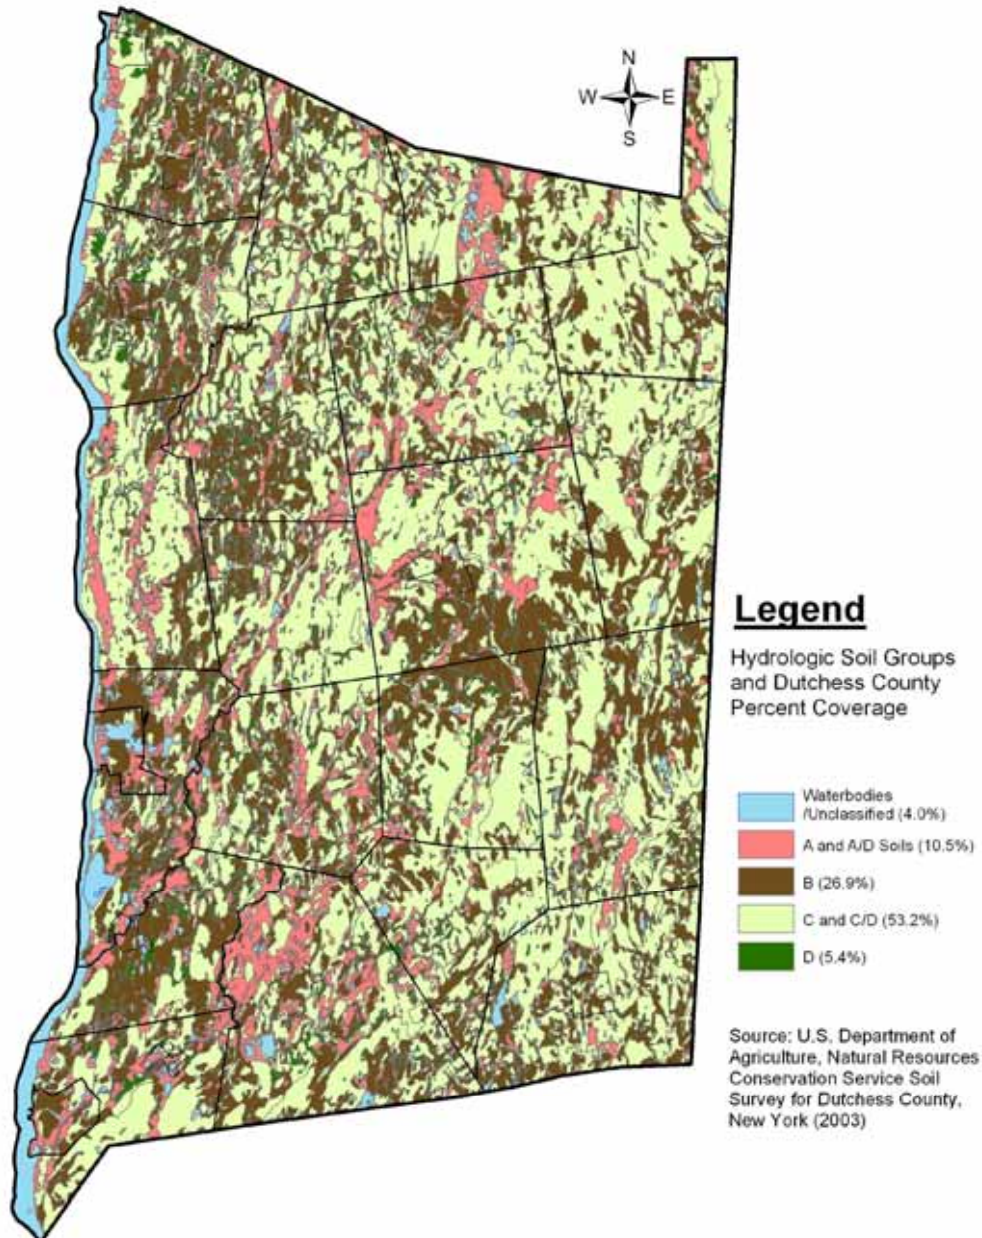 N
W E
S
Legend
Hydrologic Soil Groups
and Dutchess County
Percent Coverage
Waterbodies
/Unclassified (4.0%)
A and A/D Soils (10.5%)
B (26.9%)
C and C/D (53.2%)
D (5.4%)
Source: U.S. Department of
Agriculture, Natural Resources
Conservation Service Soil
Survey for Dutchess County,
New York (2003)